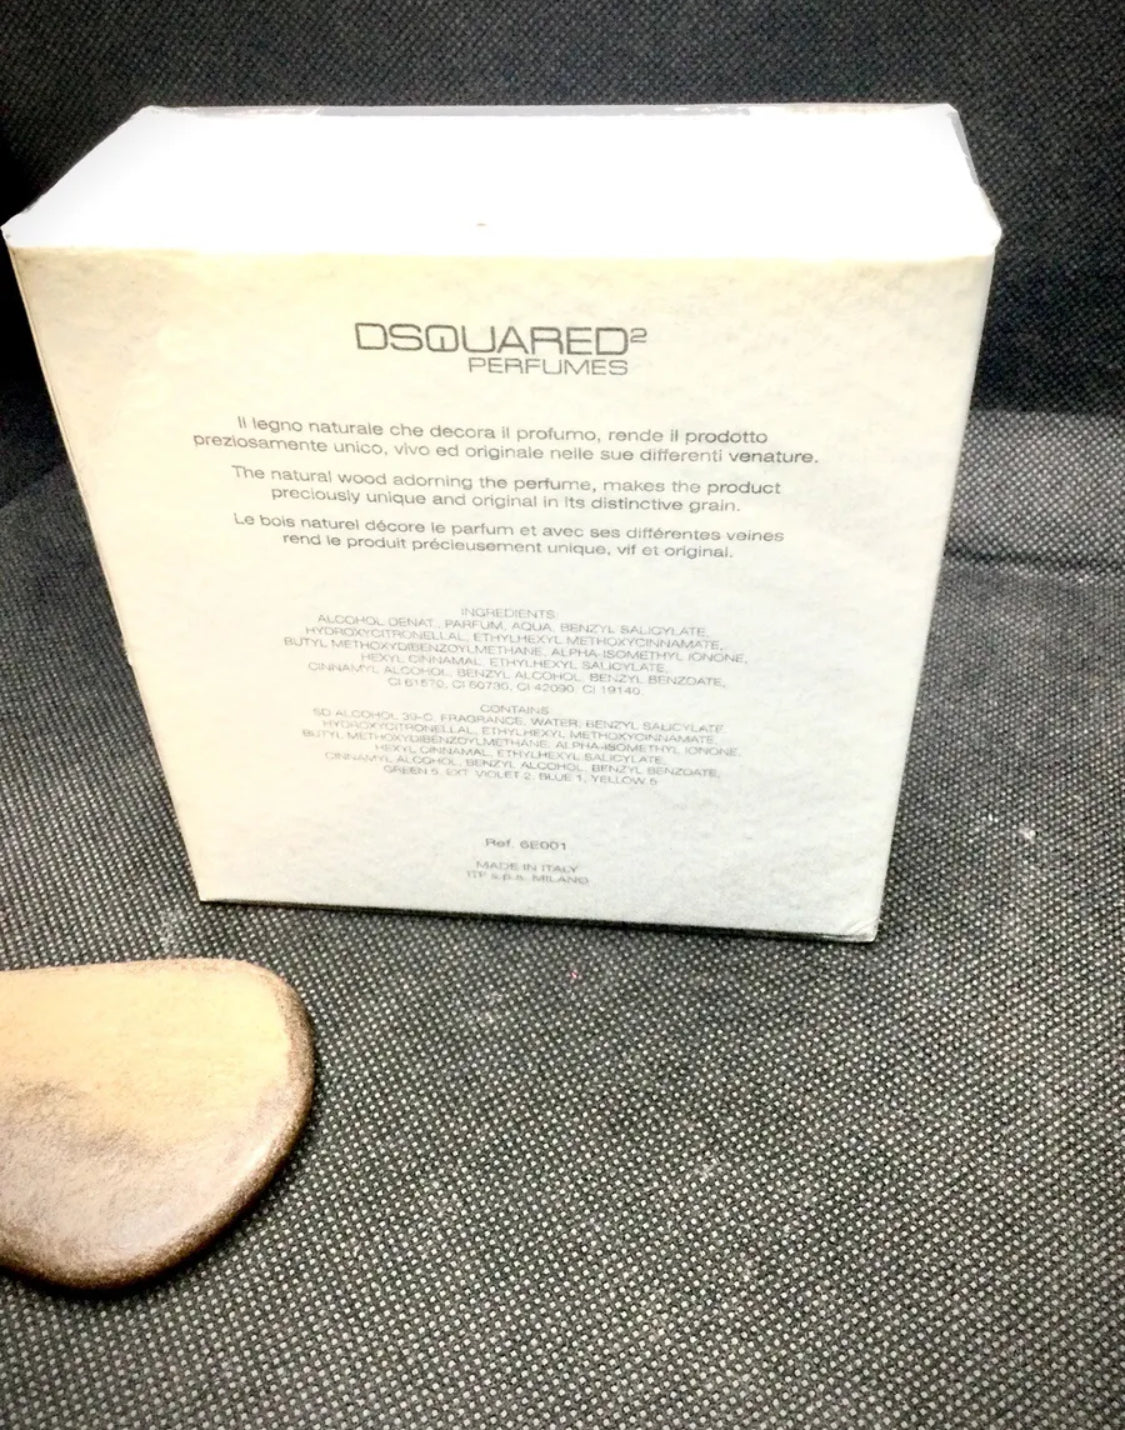 DSQUARED²
PERFUMES
Il legno naturale che decora il profumo, rende il prodotto
preziosamente unico, vivo ed originale nelle sue differenti venature.
The natural wood adorning the perfume, makes the product
preciously unique and original in its distinctive grain.
Le bois naturel décore le parfum et avec ses différentes veines
rend le produit précieusement unique, vif et original.
INGREDIENTS:
ALCOHOL DENAT., PARFUM, AQUA, BENZYL SALICYLATE,
HYDROXYCITRONELLAL, ETHYLHEXYL METHOXYCINNAMATE,
BUTYL METHOXYDIBENZOYLMETHANE, ALPHA-ISOMETHYL IONONE,
HEXYL CINNAMAL, ETHYLHEXYL SALICYLATE,
CINNAMYL ALCOHOL, BENZYL ALCOHOL, BENZYL BENZOATE,
CI 61570, CI 60730, CI 42090, CI 19140.
CONTAINS:
SD ALCOHOL 39-C, FRAGRANCE, WATER, BENZYL SALICYLATE,
HYDROXYCITRONELLAL, ETHYLHEXYL METHOXYCINNAMATE,
BUTYL METHOXYDIBENZOYLMETHANE, ALPHA-ISOMETHYL IONONE,
HEXYL CINNAMAL, ETHYLHEXYL SALICYLATE,
CINNAMYL ALCOHOL, BENZYL ALCOHOL, BENZYL BENZOATE,
GREEN 5, EXT VIOLET 2, BLUE 1, YELLOW 5
Ref. 6E001
MADE IN ITALY
ITF s.p.a. MILANO